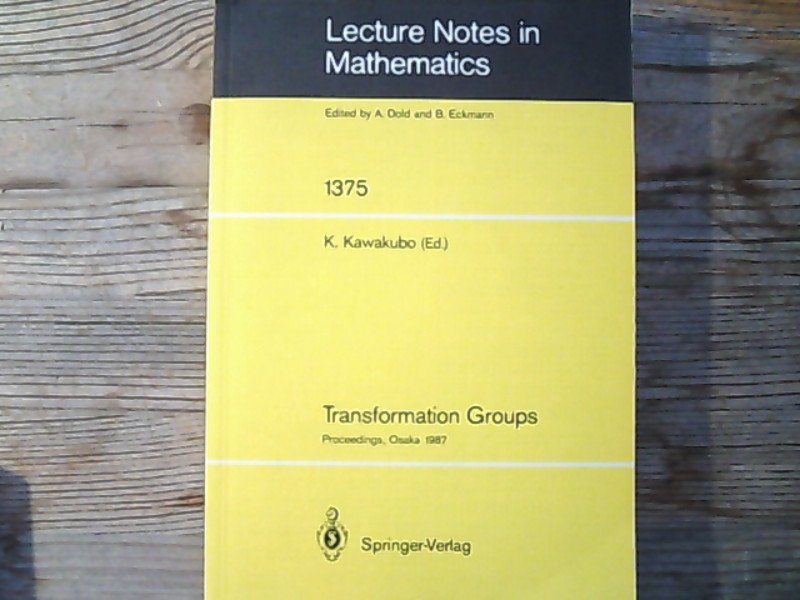 Lecture Notes in
Mathematics
Edited by A. Dold and B. Eckmann
1375
K. Kawakubo (Ed.)
Transformation Groups
Proceedings, Osaka 1987
Springer-Verlag